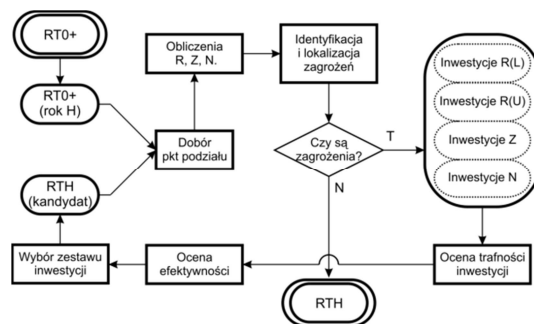 RT0+
RT0+
(rok H)
Obliczenia
R, Z, N.
Identyfikacja
i lokalizacja
zagrożeń
Inwestycje R(L)
Inwestycje R(U)
Inwestycje Z
Inwestycje N
Dobór
pkt podziału
Czy są
zagrożenia?
T
N
RTH
(kandydat)
Wybór zestawu
inwestycji
Ocena
efektywności
Ocena trafności
inwestycji
RTH